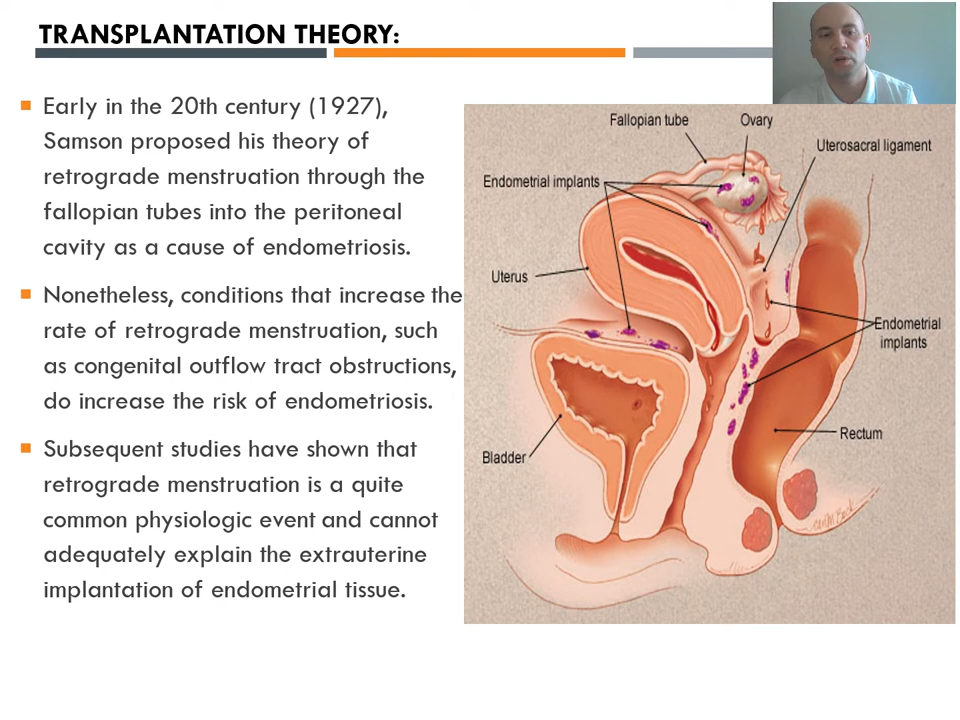 TRANSPLANTATION THEORY:
Early in the 20th century (1927),
Samson proposed his theory of
retrograde menstruation through the
fallopian tubes into the peritoneal
cavity as a cause of endometriosis.
Nonetheless, conditions that increase the
rate of retrograde menstruation, such
as congenital outflow tract obstructions,
do increase the risk of endometriosis.
Subsequent studies have shown that
retrograde menstruation is a quite
common physiologic event and cannot
adequately explain the extrauterine
implantation of endometrial tissue.
Fallopian tube
Ovary
Uterosacral ligament
Endometrial implants
Uterus
Endometrial
implants
Rectum
Bladder